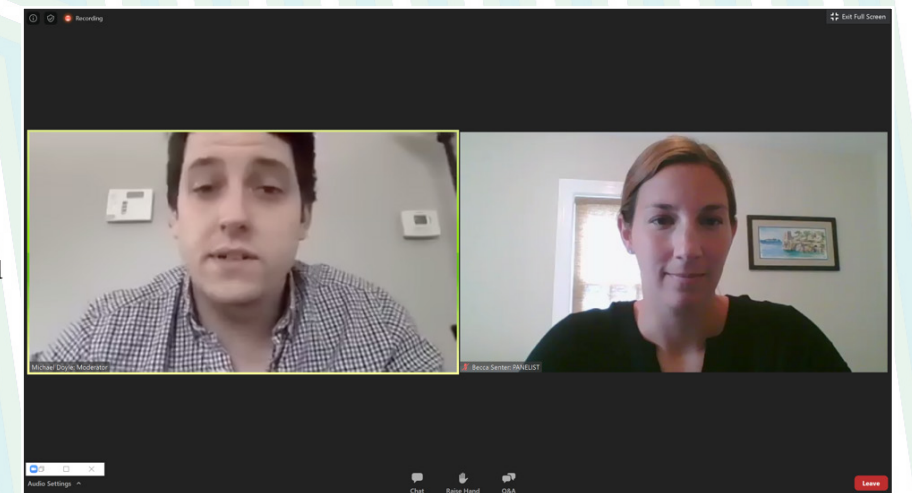 Recording
Exit Full Screen
Michael Doyle: Moderator
Becca Senter: PANELIST
Audio Settings
Chat
Raise Hand
Q&A
Leave